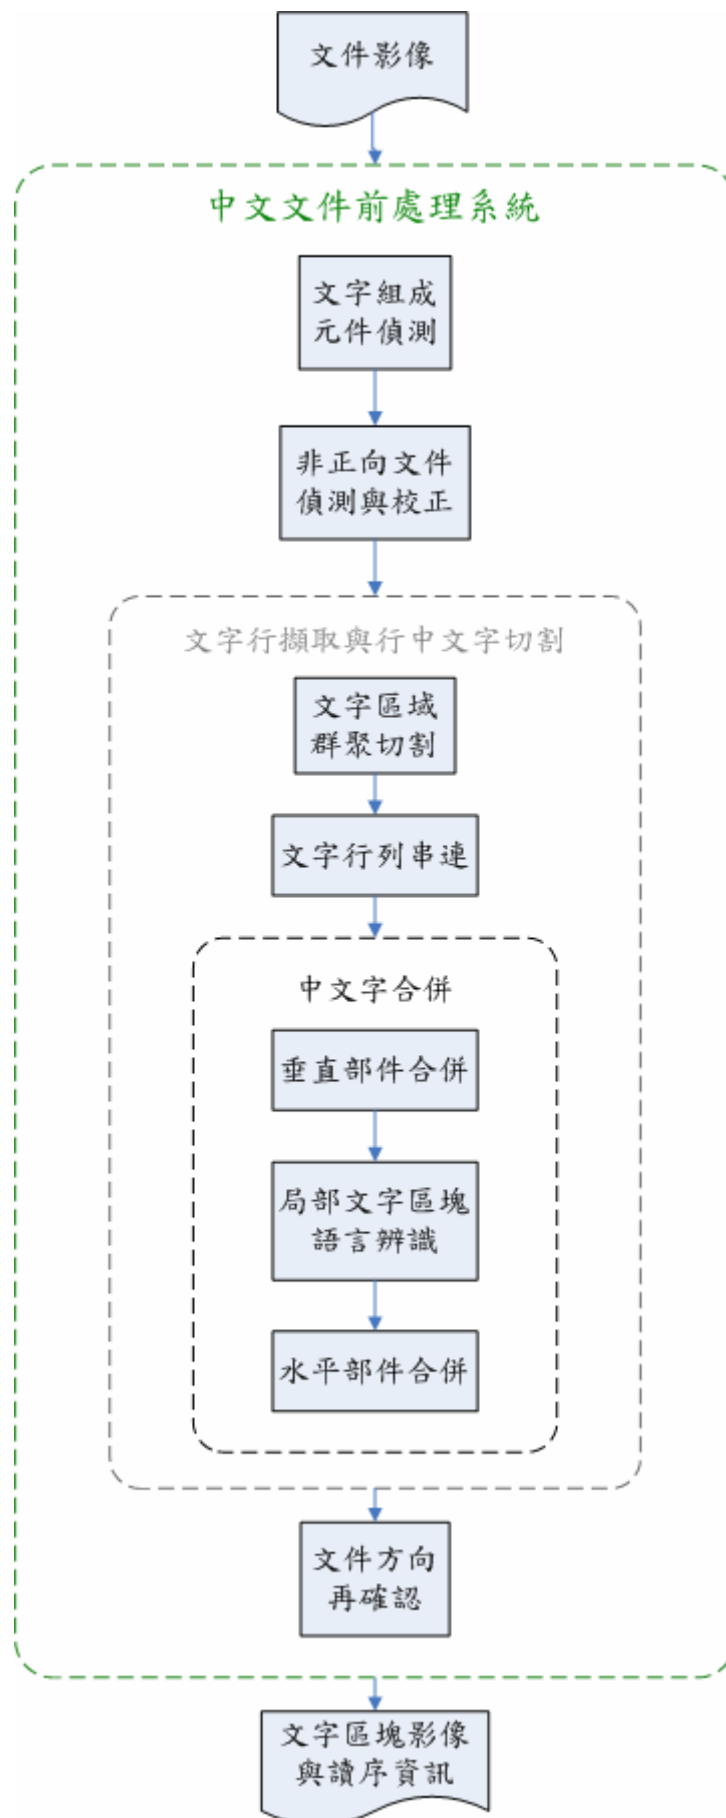 文件影像
中文文件前處理系統
文字組成
元件偵測
非正向文件
偵測與校正
文字行擷取與行中文字切割
文字區域
群聚切割
文字行列串連
中文字合併
垂直部件合併
局部文字區塊
語言辨識
水平部件合併
文件方向
再確認
文字區塊影像
與讀序資訊